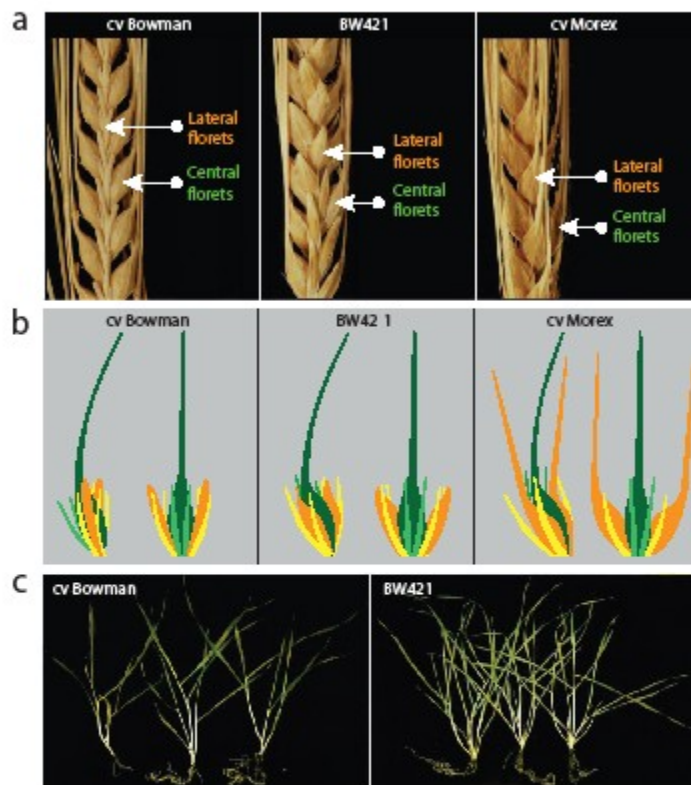 a
cv Bowman
BW421
cv Morex
Lateral
florets
Central
florets
Lateral
florets
Central
florets
Lateral
florets
Central
florets
b
cv Bowman
BW42 1
cv Morex
c
cv Bowman
BW421